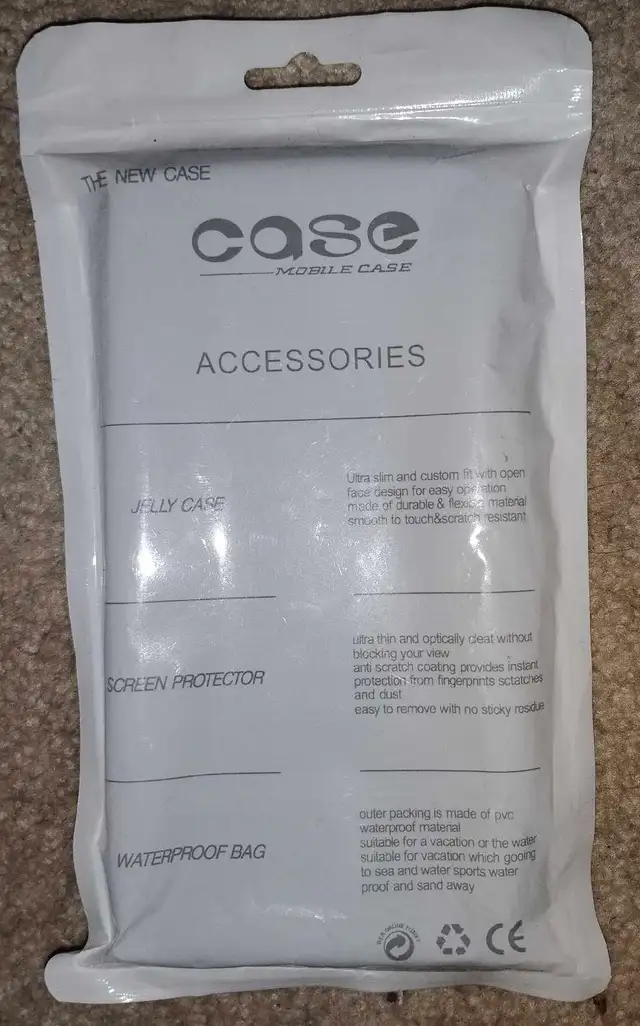 THE NEW CASE
case
MOBILE CASE
ACCESSORIES
JELLY CASE
Ultra slim and custom fit with open
face design for easy operation
made of durable & flexible material
smooth to touch&scratch resistant
SCREEN PROTECTOR
ultra thin and optically cleat without
blocking your view
anti scratch coating provides instant
protection from fingerprints sctatches
and dust
easy to remove with no sticky residue
WATERPROOF BAG
outer packing is made of pvc
waterproof material
suitable for a vacation or the water
suitable for vacation which gooing
to sea and water sports water
proof and sand away
CE